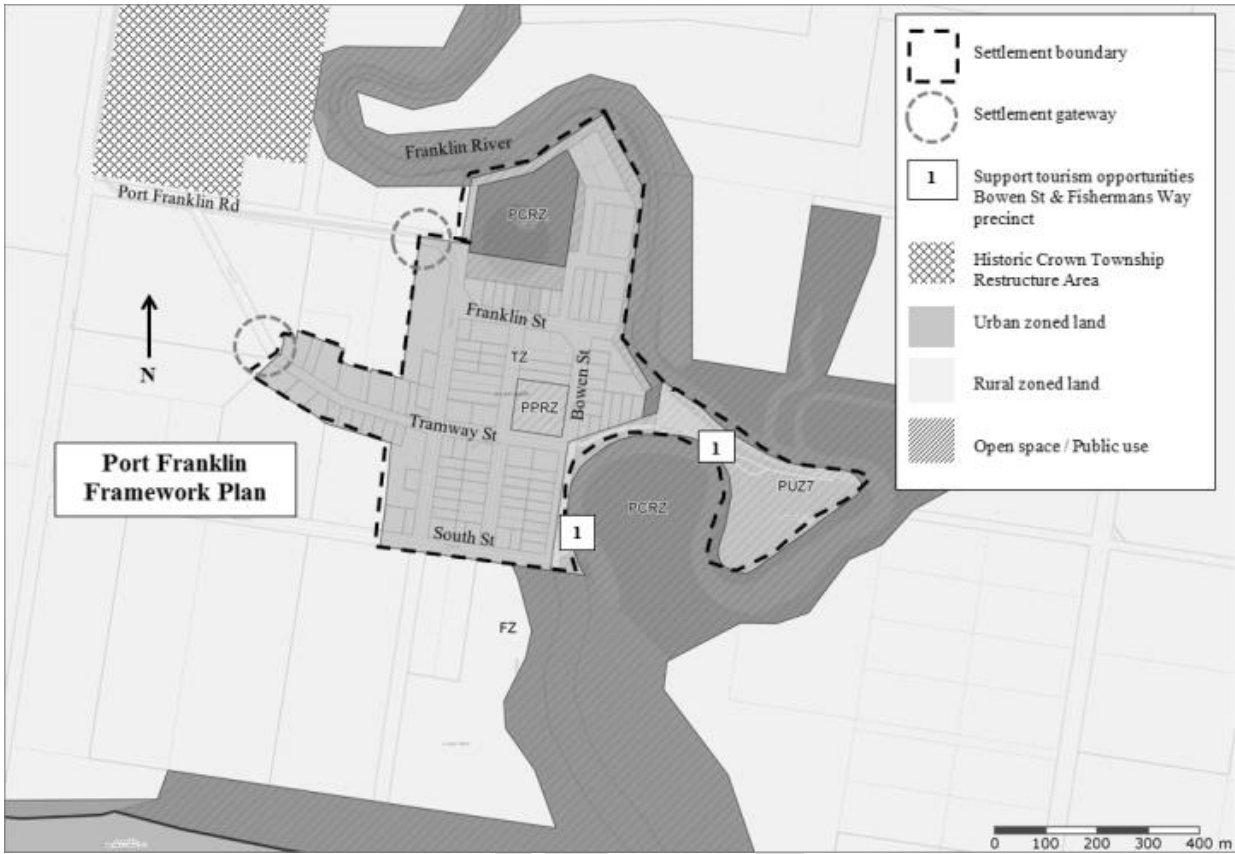 Settlement boundary
Settlement gateway
1
Support tourism opportunities
Bowen St & Fishermans Way
precinct
Historic Crown Township
Restructure Area
Urban zoned land
Rural zoned land
Open space / Public use
Franklin River
Port Franklin Rd
PCRZ
N
Franklin St
TZ
Bowen St
PPRZ
Tramway St
1
Port Franklin
Framework Plan
PUZ7
PCRZ
1
South St
FZ
0 100 200 300 400 m